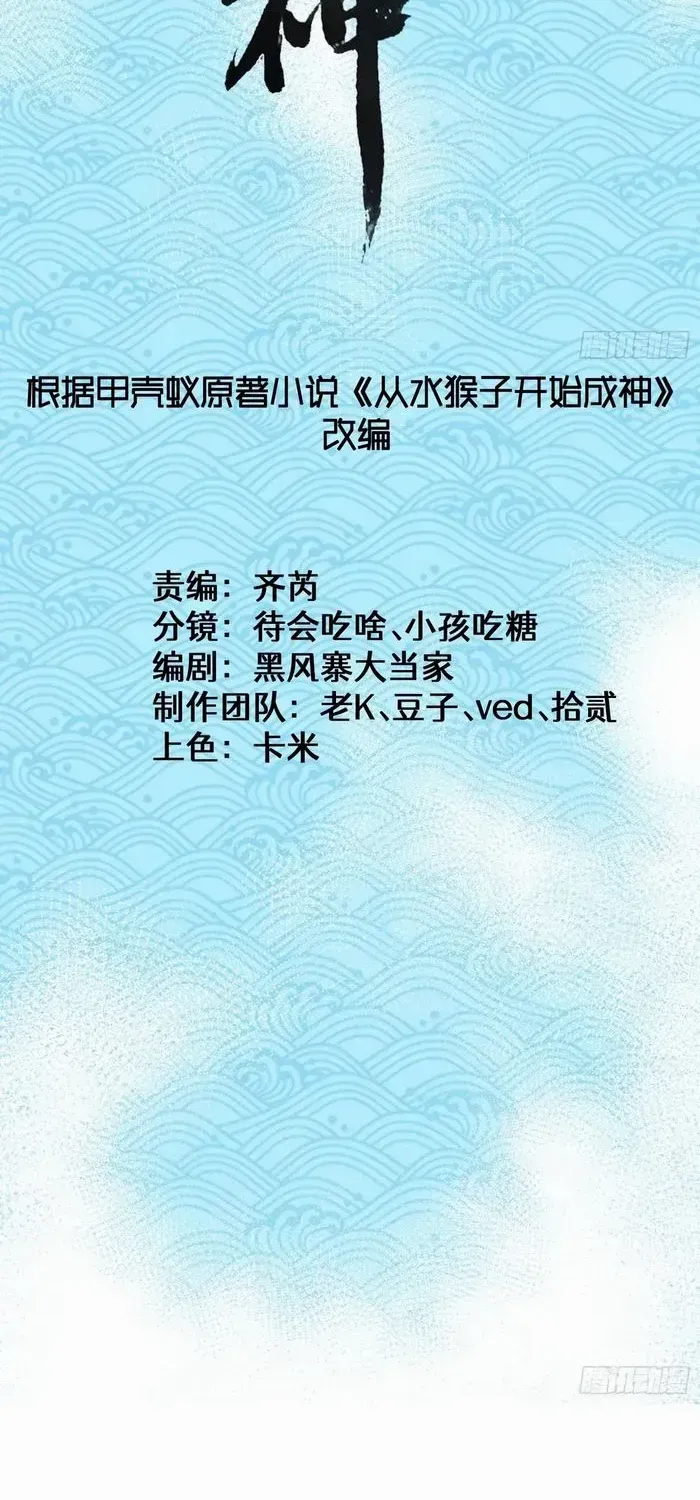 神
腾讯动漫
根据甲壳蚁原著小说《从水猴子开始成神》
改编
责编：齐芮
分镜：待会吃啥、小孩吃糖
编剧：黑风寨大当家
制作团队：老K、豆子、ved、拾贰
上色：卡米
腾讯动漫